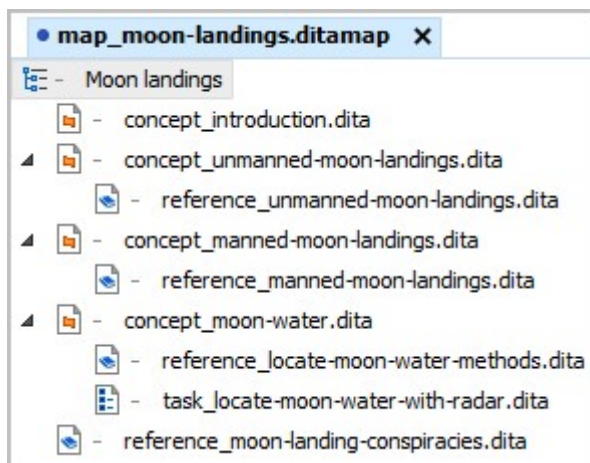 map_moon-landings.ditamap
- Moon landings
- concept_introduction.dita
- concept_unmanned-moon-landings.dita
- reference_unmanned-moon-landings.dita
- concept_manned-moon-landings.dita
- reference_manned-moon-landings.dita
- concept_moon-water.dita
- reference_locate-moon-water-methods.dita
- task_locate-moon-water-with-radar.dita
- reference_moon-landing-conspiracies.dita